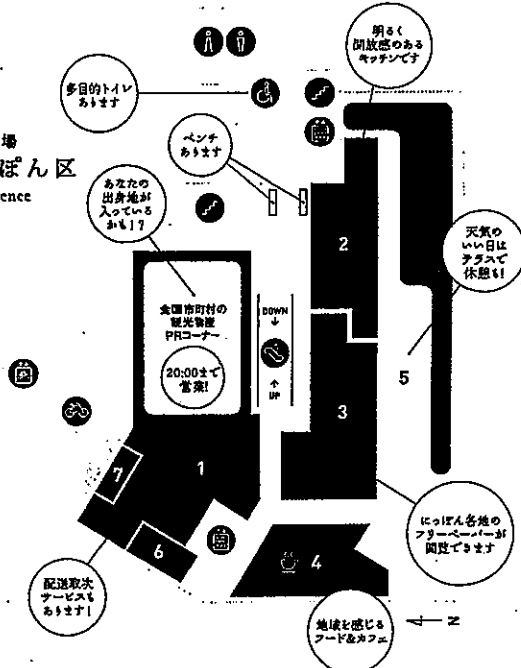 明るく
開放感のある
キッチンです
多目的トイレ
あります
場
ぽん区
ence
ベンチ
あります
あなたの
出身地が
入っている
かも!?
天気の
いい日は
テラスで
休憩も!
2
全国市町村の
観光物産
PRコーナー
20:00まで
営業!
DOWN
↓
↑
UP
5
3
7
1
6
4
にっぽん各地の
フリーペーパーが
閲覧できます
配送取次
サービスも
あります!
地域を感じる
フード&カフェ
N